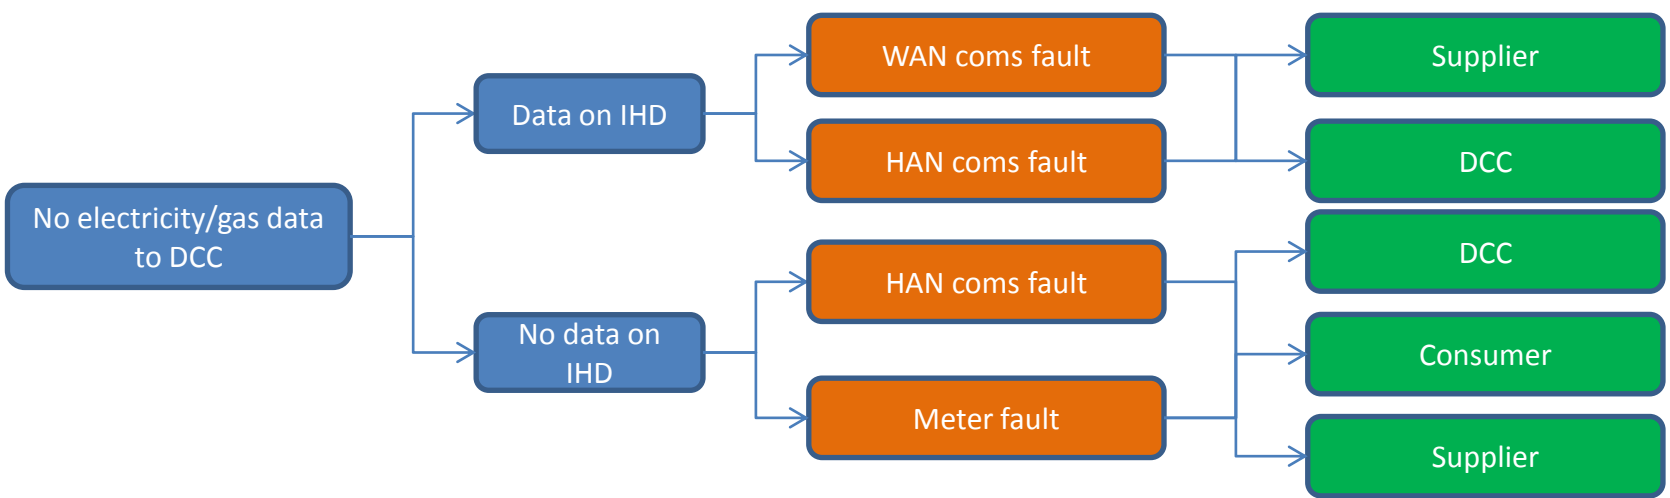 No electricity/gas data
to DCC
Data on IHD
No data on
IHD
WAN coms fault
HAN coms fault
HAN coms fault
Meter fault
Supplier
DCC
DCC
Consumer
Supplier